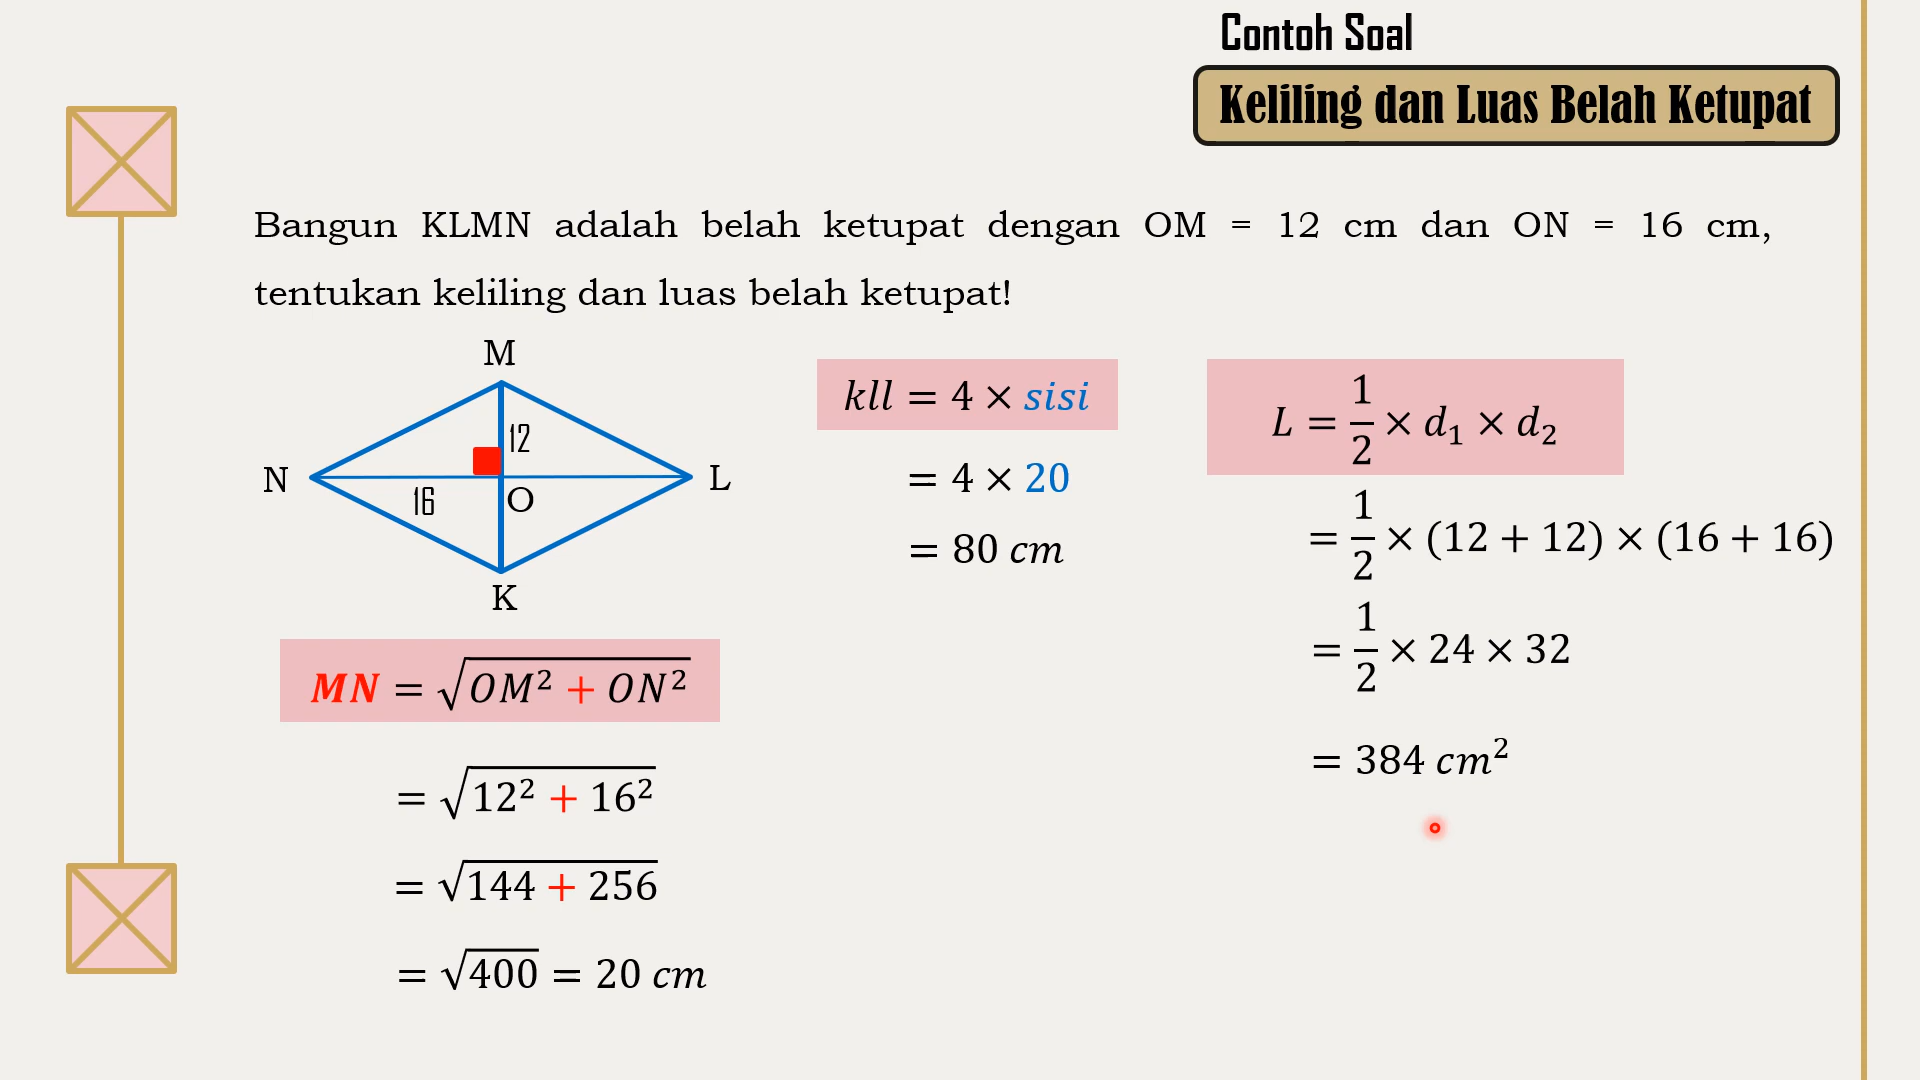 Contoh Soal
Keliling dan Luas Belah Ketupat
Bangun KLMN adalah belah ketupat dengan OM = 12 cm dan ON = 16 cm,
tentukan keliling dan luas belah ketupat!
M
12
N
L
16
O
K
MN = √(OM² + ON²)
= √(12² + 16²)
= √(144 + 256)
= √400 = 20 cm
kll = 4 × sisi
= 4 × 20
= 80 cm
L = 1/2 × d₁ × d₂
= 1/2 × (12 + 12) × (16 + 16)
= 1/2 × 24 × 32
= 384 cm²